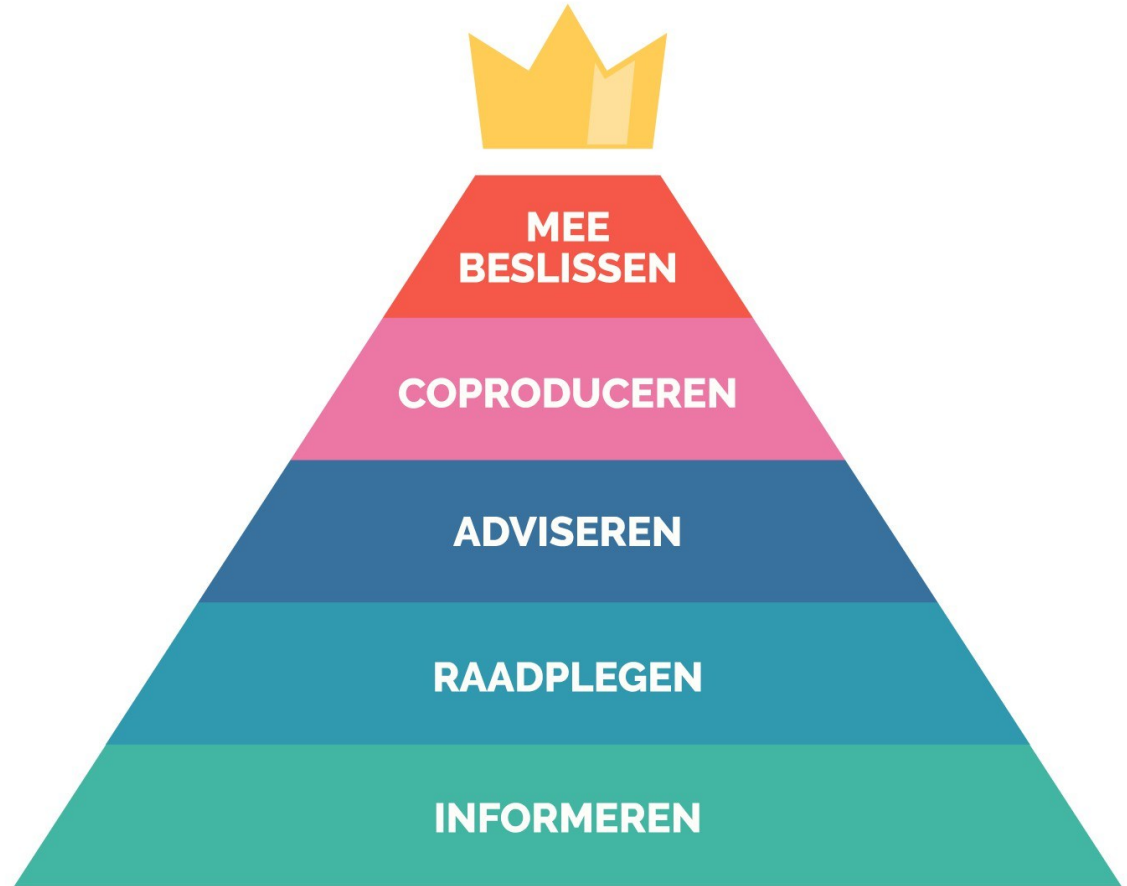 MEE
BESLISSEN
COPRODUCEREN
ADVISEREN
RAADPLEGEN
INFORMEREN